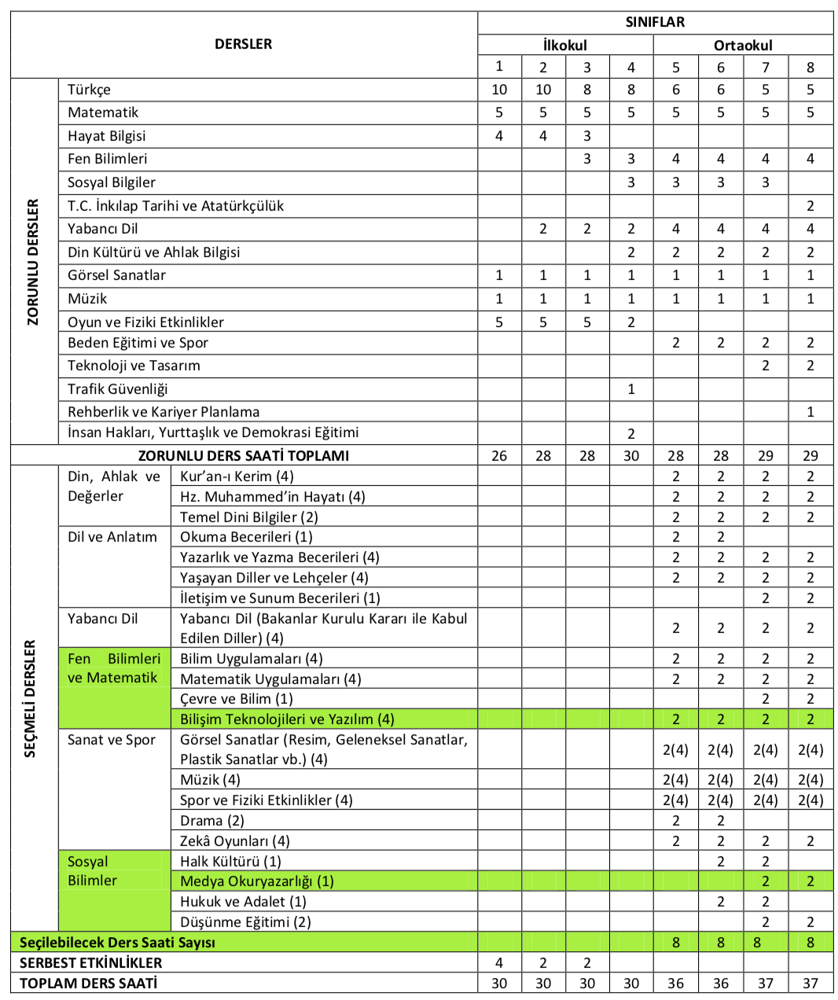 DERSLER SINIFLAR
İlkokul Ortaokul
1 2 3 4 5 6 7 8
ZORUNLU DERSLER
Türkçe 10 10 8 8 6 6 5 5
Matematik 5 5 5 5 5 5 5 5
Hayat Bilgisi 4 4 3
Fen Bilimleri 3 3 4 4 4 4
Sosyal Bilgiler 3 3 3 3
T.C. İnkılap Tarihi ve Atatürkçülük 2
Yabancı Dil 2 2 2 4 4 4 4
Din Kültürü ve Ahlak Bilgisi 2 2 2 2 2
Görsel Sanatlar 1 1 1 1 1 1 1 1
Müzik 1 1 1 1 1 1 1 1
Oyun ve Fiziki Etkinlikler 5 5 5 2
Beden Eğitimi ve Spor 2 2 2 2
Teknoloji ve Tasarım 2 2
Trafik Güvenliği 1
Rehberlik ve Kariyer Planlama 1
İnsan Hakları, Yurttaşlık ve Demokrasi Eğitimi 2
ZORUNLU DERS SAATİ TOPLAMI 26 28 28 30 28 28 29 29
SEÇMELİ DERSLER
Din, Ahlak ve Kur’an-ı Kerim (4) 2 2 2 2
Değerler Hz. Muhammed’in Hayatı (4) 2 2 2 2
Temel Dini Bilgiler (2) 2 2 2 2
Dil ve Anlatım Okuma Becerileri (1) 2 2
Yazarlık ve Yazma Becerileri (4) 2 2 2 2
Yaşayan Diller ve Lehçeler (4) 2 2 2 2
İletişim ve Sunum Becerileri (1) 2 2
Yabancı Dil Yabancı Dil (Bakanlar Kurulu Kararı ile Kabul
Edilen Diller) (4) 2 2 2 2
Fen Bilimleri Bilim Uygulamaları (4) 2 2 2 2
ve Matematik Matematik Uygulamaları (4) 2 2 2 2
Çevre ve Bilim (1) 2 2
Bilişim Teknolojileri ve Yazılım (4) 2 2 2 2
Sanat ve Spor Görsel Sanatlar (Resim, Geleneksel Sanatlar,
Plastik Sanatlar vb.) (4) 2(4) 2(4) 2(4) 2(4)
Müzik (4) 2(4) 2(4) 2(4) 2(4)
Spor ve Fiziki Etkinlikler (4) 2(4) 2(4) 2(4) 2(4)
Drama (2) 2 2
Zekâ Oyunları (4) 2 2 2 2
Sosyal Halk Kültürü (1) 2 2
Bilimler Medya Okuryazarlığı (1) 2 2
Hukuk ve Adalet (1) 2 2
Düşünme Eğitimi (2) 2 2
Seçilebilecek Ders Saati Sayısı 8 8 8 8
SERBEST ETKİNLİKLER 4 2 2
TOPLAM DERS SAATİ 30 30 30 30 36 36 37 37